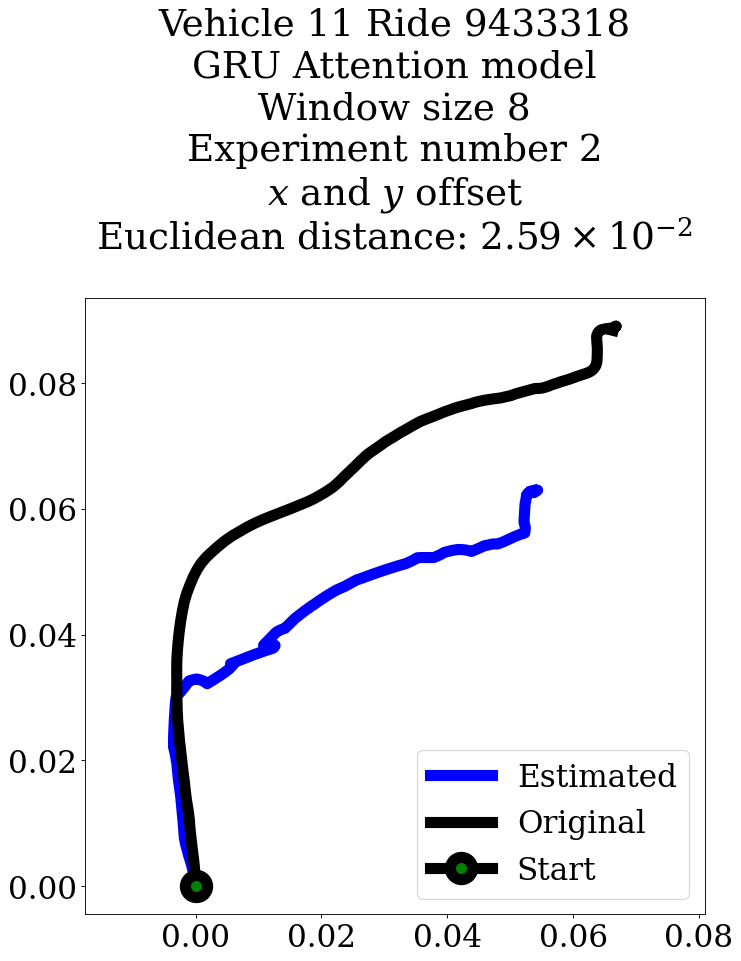 Vehicle 11 Ride 9433318
GRU Attention model
Window size 8
Experiment number 2
x and y offset
Euclidean distance: 2.59 × 10⁻²
0.08
0.06
0.04
0.02
0.00
Estimated
Original
Start
0.00 0.02 0.04 0.06 0.08